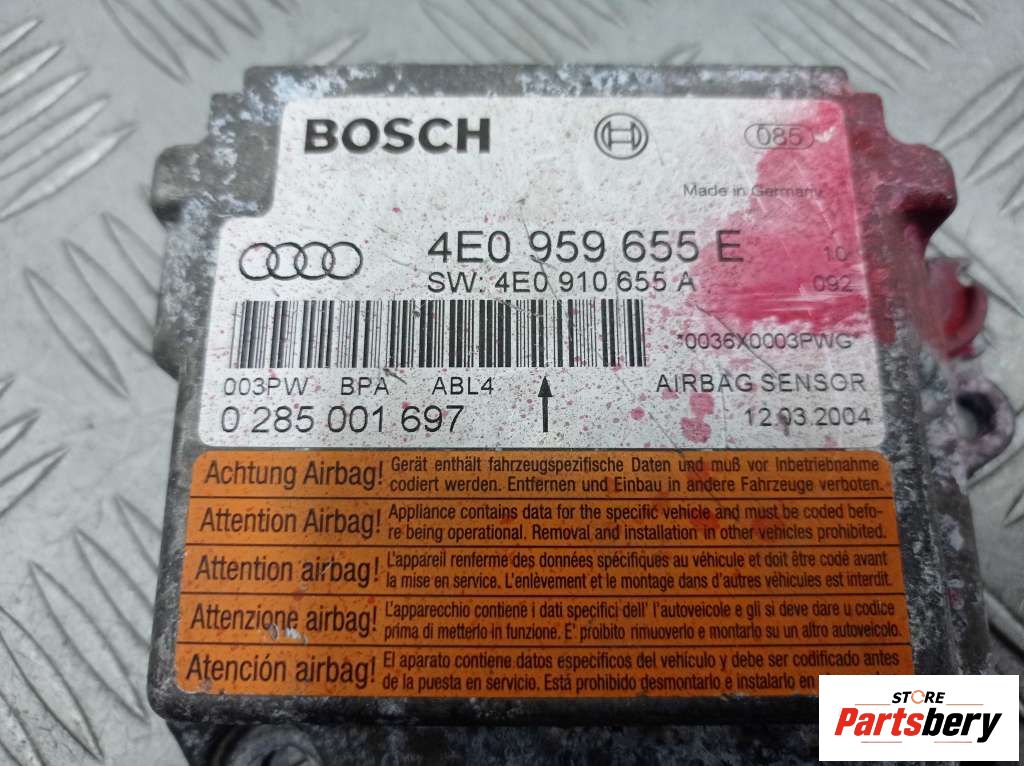 BOSCH
085
Made in Germany
4E0 959 655 E
10
SW: 4E0 910 655 A
092
*0036X0003PWG*
003PW BPA ABL4
AIRBAG SENSOR
0 285 001 697
12.03.2004
Achtung Airbag! Gerät enthält fahrzeugspezifische Daten und muß vor Inbetriebnahme
codiert werden. Entfernen und Einbau in andere Fahrzeuge verboten.
Attention Airbag! Appliance contains data for the specific vehicle and must be coded befo-
re being operational. Removal and installation in other vehicles prohibited.
Attention airbag! L'appareil renferme des données spécifiques au véhicule et doit être codé avant
la mise en service. L'enlèvement et le montage dans d'autres véhicules est interdit.
Attenzione airbag! L'apparecchio contiene i dati specifici dell' l'autoveicolo e gli si deve dare u codice
prima di metterlo in funzione. E' proibito rimuoverlo e montarlo su un altro autoveicolo.
Atención airbag! El aparato contiene datos específicos del vehículo y debe ser codificado antes
de la puesta en servicio. Está prohibido desmontarlo e instalarlo en
STORE
Partsbery